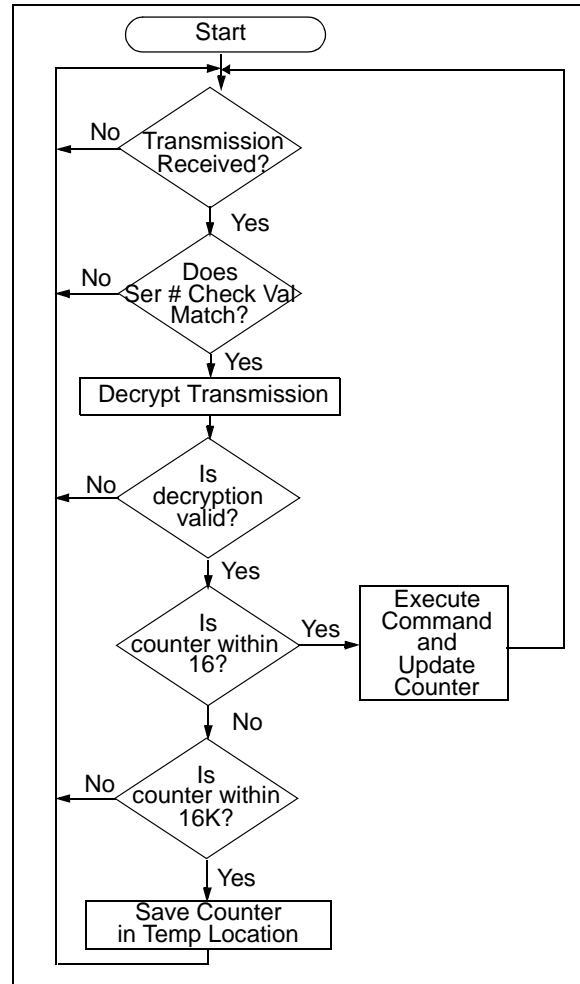 Start
No
Transmission
Received?
Yes
No
Does
Ser # Check Val
Match?
Yes
Decrypt Transmission
No
Is
decryption
valid?
Yes
Is
counter within
16?
Yes
Execute
Command
and
Update
Counter
No
No
Is
counter within
16K?
Yes
Save Counter
in Temp Location